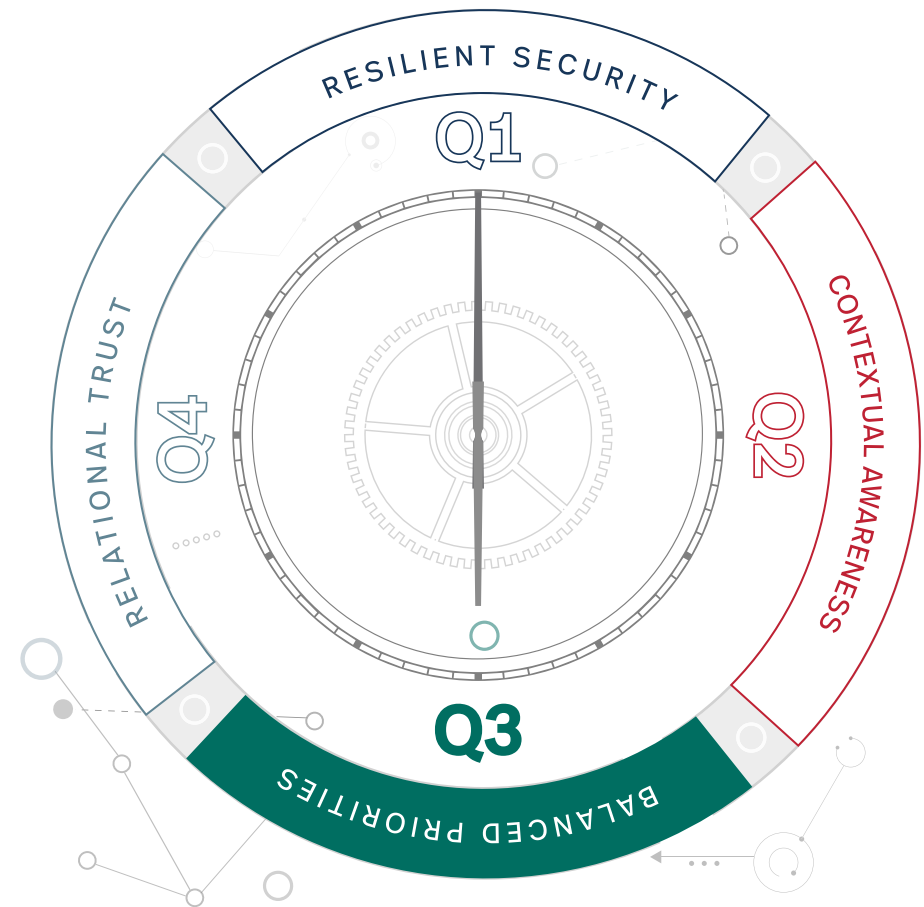 RESILIENT SECURITY
Q1
CONTEXTUAL AWARENESS
Q2
Q3
BALANCED PRIORITIES
RELATIONAL TRUST
Q4